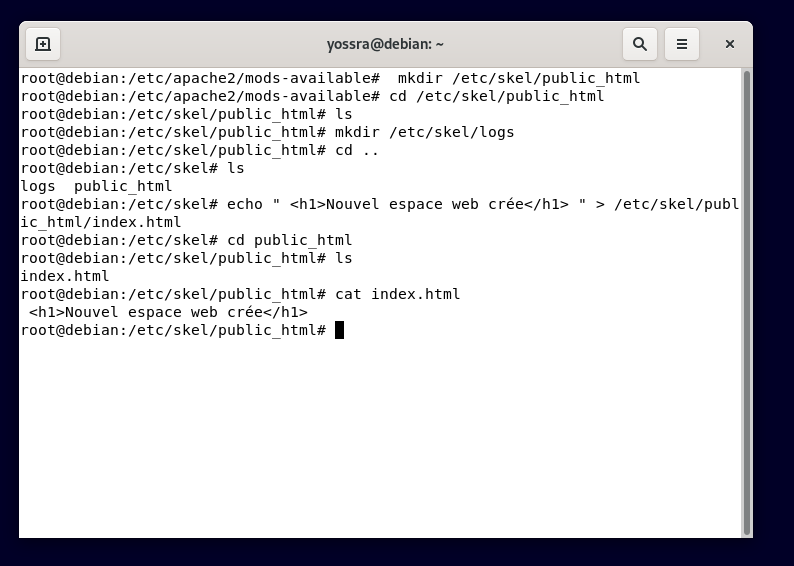 yossra@debian: ~
root@debian:/etc/apache2/mods-available#  mkdir /etc/skel/public_html
root@debian:/etc/apache2/mods-available# cd /etc/skel/public_html
root@debian:/etc/skel/public_html# ls
root@debian:/etc/skel/public_html# mkdir /etc/skel/logs
root@debian:/etc/skel/public_html# cd ..
root@debian:/etc/skel# ls
logs  public_html
root@debian:/etc/skel# echo " <h1>Nouvel espace web crée</h1> " > /etc/skel/publ
ic_html/index.html
root@debian:/etc/skel# cd public_html
root@debian:/etc/skel/public_html# ls
index.html
root@debian:/etc/skel/public_html# cat index.html
 <h1>Nouvel espace web crée</h1>
root@debian:/etc/skel/public_html#